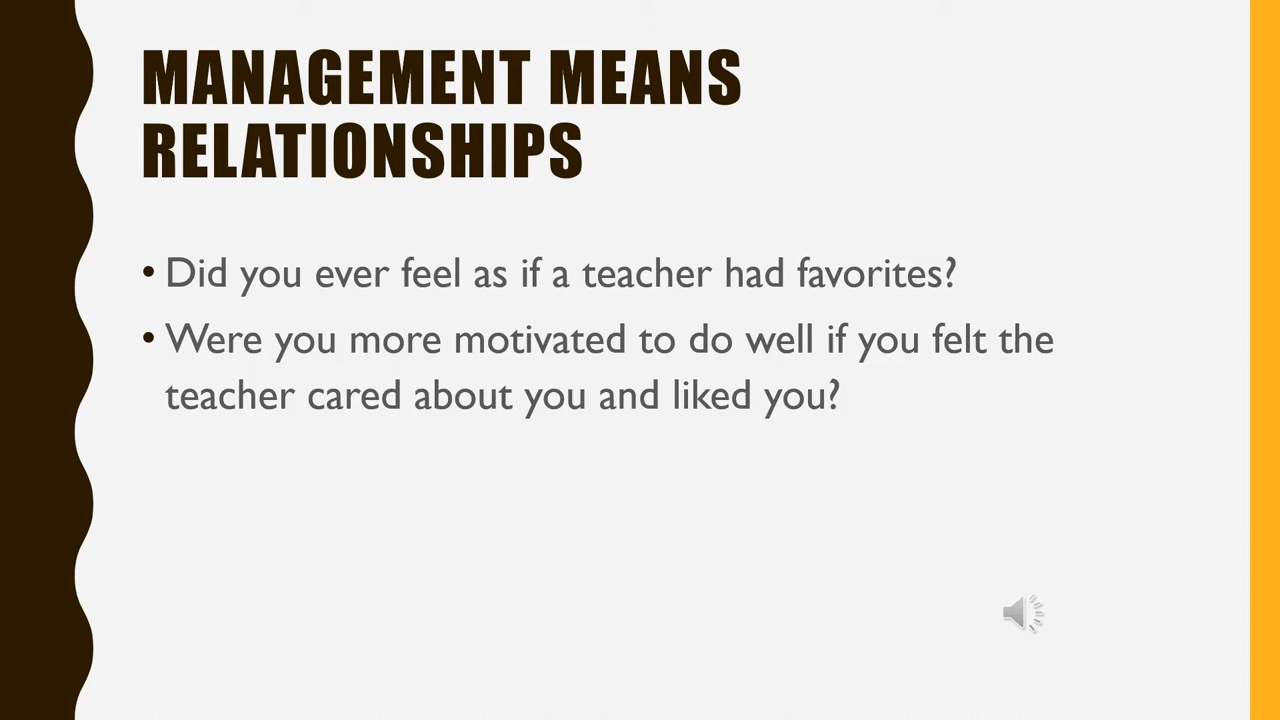 MANAGEMENT MEANS
RELATIONSHIPS
• Did you ever feel as if a teacher had favorites?
• Were you more motivated to do well if you felt the
teacher cared about you and liked you?